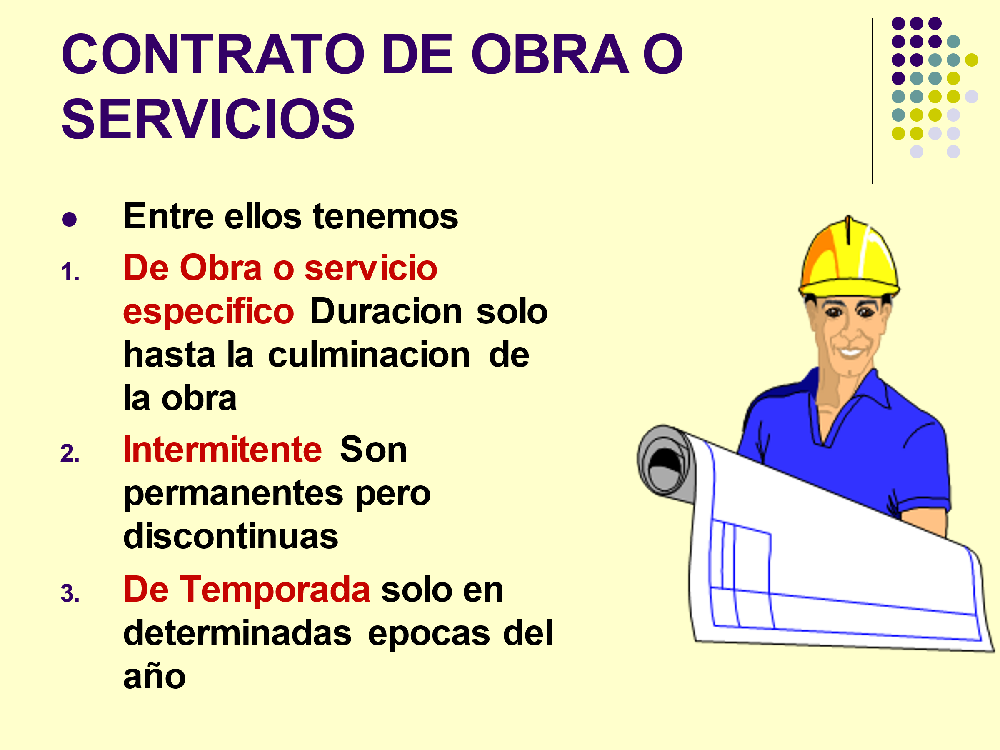 CONTRATO DE OBRA O
SERVICIOS
● Entre ellos tenemos
1. De Obra o servicio
especifico Duracion solo
hasta la culminacion de
la obra
2. Intermitente Son
permanentes pero
discontinuas
3. De Temporada solo en
determinadas epocas del
año